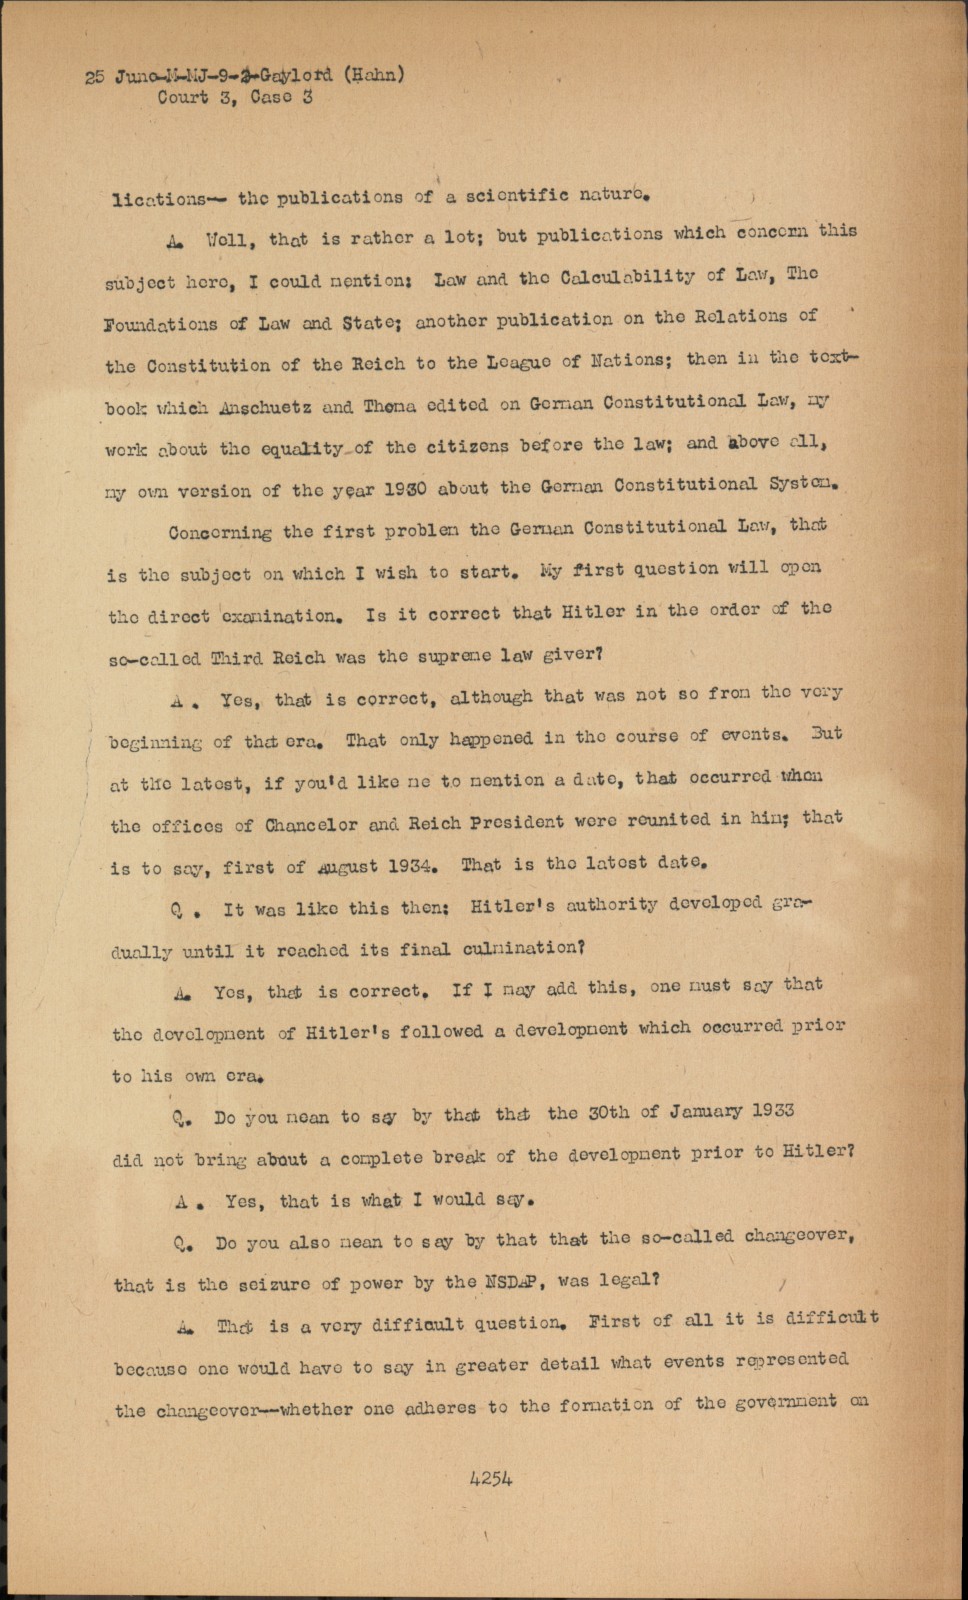 25 June-M-MJ-9-2-Gaylord (Hahn)
Court 3, Case 3
lications-- the publications of a scientific nature.
A. Well, that is rather a lot; but publications which concern this
subject here, I could mention: Law and the Calculability of Law, The
Foundations of Law and State; another publication on the Relations of
the Constitution of the Reich to the League of Nations; then in the text-
book which Anschuetz and Thoma edited on German Constitutional Law, my
work about the equality of the citizens before the law; and above all,
my own version of the year 1930 about the German Constitutional System.
Concerning the first problem the German Constitutional Law, that
is the subject on which I wish to start. My first question will open
the direct examination. Is it correct that Hitler in the order of the
so-called Third Reich was the supreme law giver?
A . Yes, that is correct, although that was not so from the very
beginning of that era. That only happened in the course of events. But
at the latest, if you'd like me to mention a date, that occurred when
the offices of Chancelor and Reich President were reunited in him; that
is to say, first of August 1934. That is the latest date.
Q . It was like this then: Hitler's authority developed gra-
dually until it reached its final culmination?
A. Yes, that is correct. If I may add this, one must say that
the development of Hitler's followed a development which occurred prior
to his own era.
Q. Do you mean to say by that that the 30th of January 1933
did not bring about a complete break of the development prior to Hitler?
A . Yes, that is what I would say.
Q. Do you also mean to say by that that the so-called changeover,
that is the seizure of power by the NSDAP, was legal?
A. That is a very difficult question. First of all it is difficult
because one would have to say in greater detail what events represented
the changeover--whether one adheres to the formation of the government on
4254